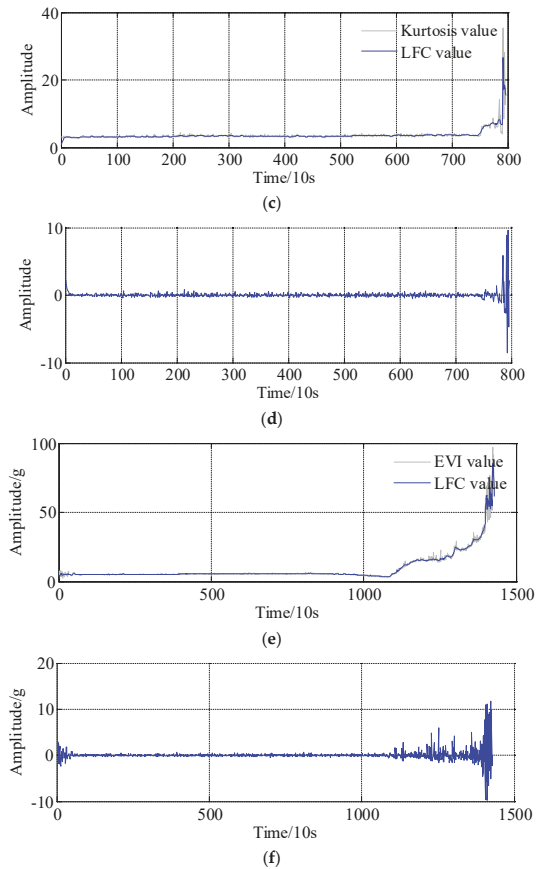 40
Kurtosis value
LFC value
20
0
0 100 200 300 400 500 600 700 800
Amplitude
Time/10s
(c)
10
0
-10
0 100 200 300 400 500 600 700 800
Amplitude
Time/10s
(d)
100
EVI value
LFC value
50
0
0 500 1000 1500
Amplitude/g
Time/10s
(e)
20
10
0
-10
0 500 1000 1500
Amplitude/g
Time/10s
(f)